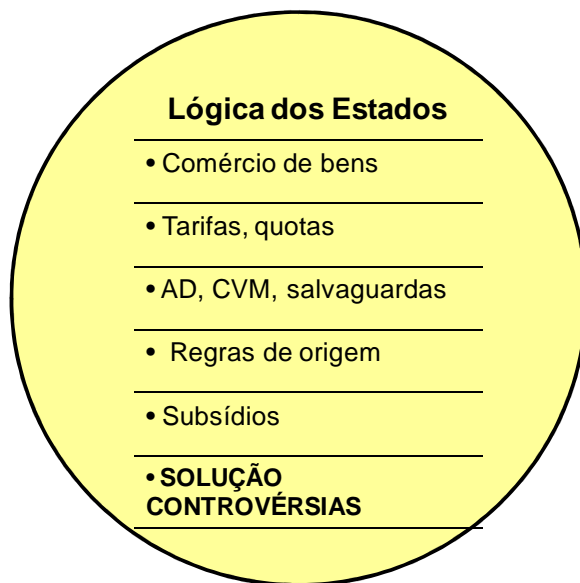 Lógica dos Estados
• Comércio de bens
• Tarifas, quotas
• AD, CVM, salvaguardas
• Regras de origem
• Subsídios
• SOLUÇÃO
CONTROVÉRSIAS